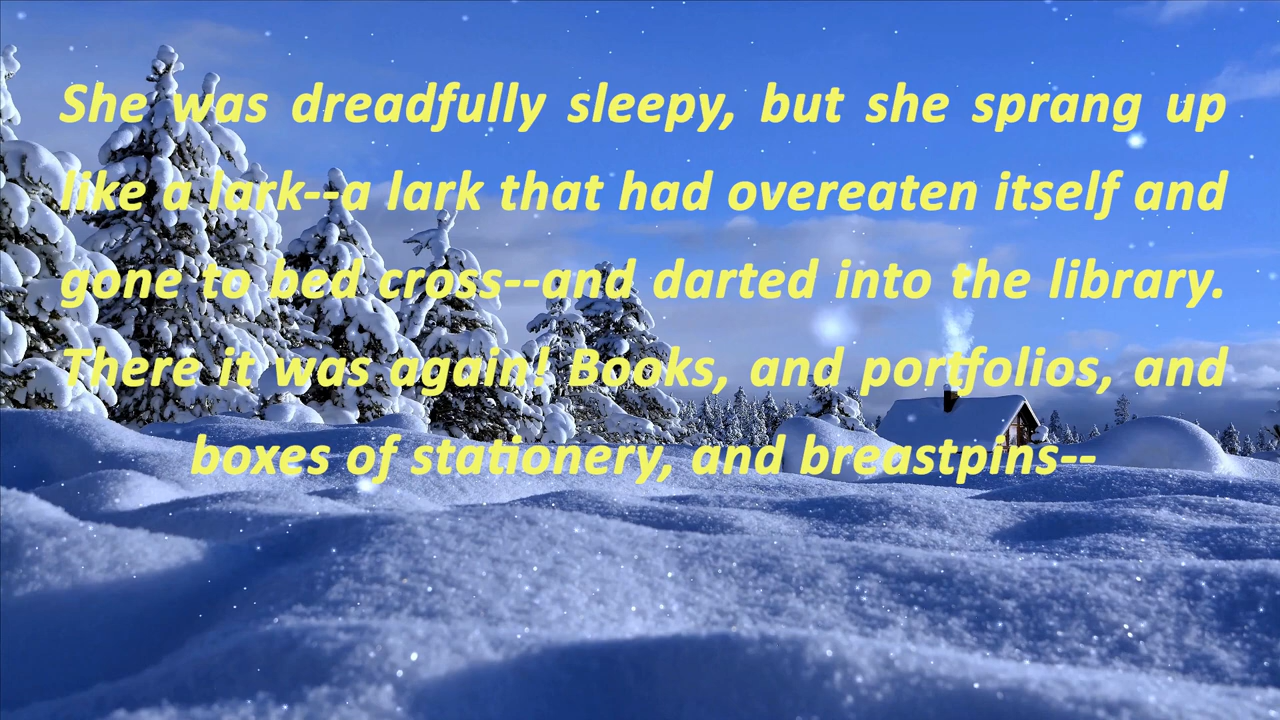 She was dreadfully sleepy, but she sprang up
like a lark--a lark that had overeaten itself and
gone to bed cross--and darted into the library.
There it was again! Books, and portfolios, and
boxes of stationery, and breastpins--